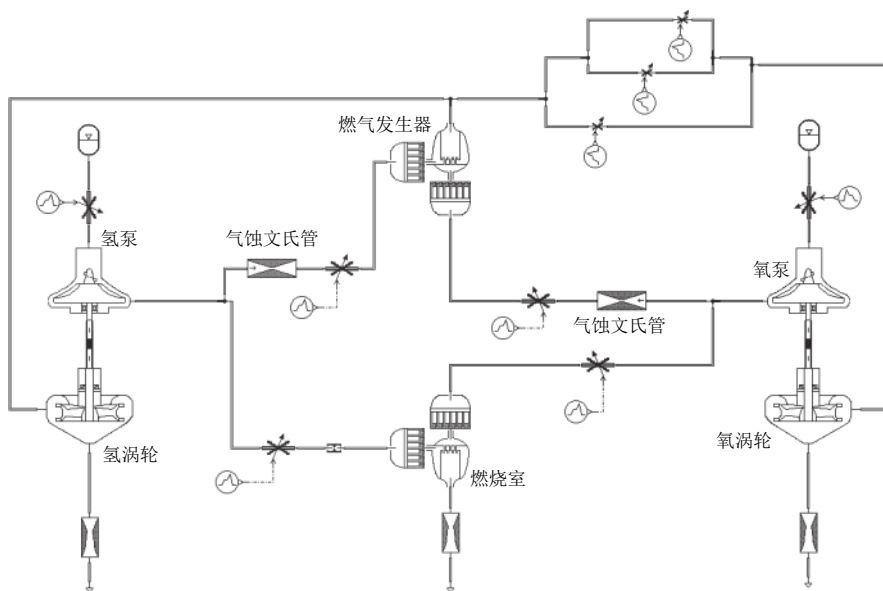 燃气发生器
氢泵
气蚀文氏管
氧泵
气蚀文氏管
氢涡轮
氧涡轮
燃烧室